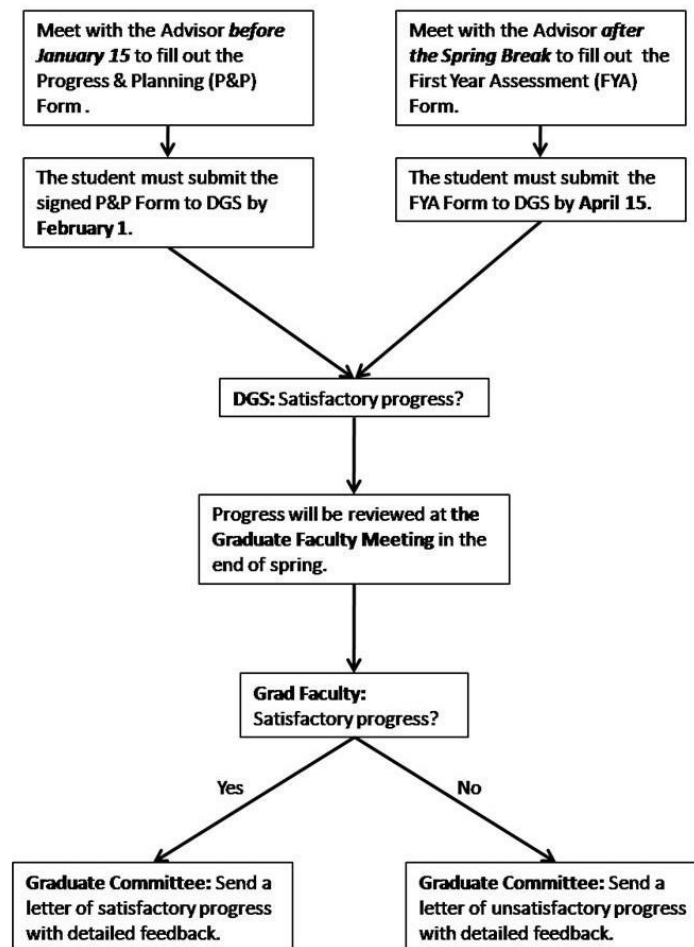 Meet with the Advisor before
January 15 to fill out the
Progress & Planning (P&P)
Form .
Meet with the Advisor after
the Spring Break to fill out  the
First Year Assessment (FYA)
Form.
The student must submit the
signed P&P Form to DGS by
February 1.
The student must submit  the
FYA Form to DGS by April 15.
DGS: Satisfactory progress?
Progress will be reviewed at the
Graduate Faculty Meeting in the
end of spring.
Grad Faculty:
Satisfactory progress?
Yes
No
Graduate Committee: Send a
letter of satisfactory progress
with detailed feedback.
Graduate Committee: Send a
letter of unsatisfactory progress
with detailed feedback.